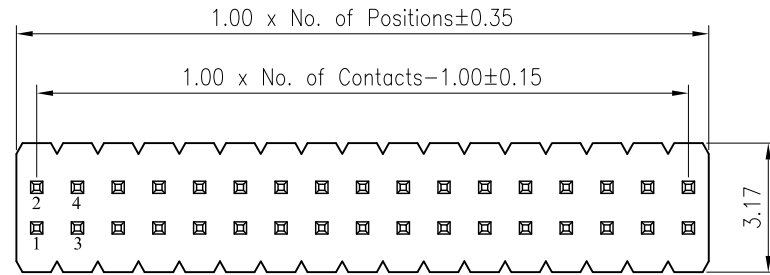 1.00 x No. of Positions±0.35
1.00 x No. of Contacts-1.00±0.15
2 4
1 3
3.17